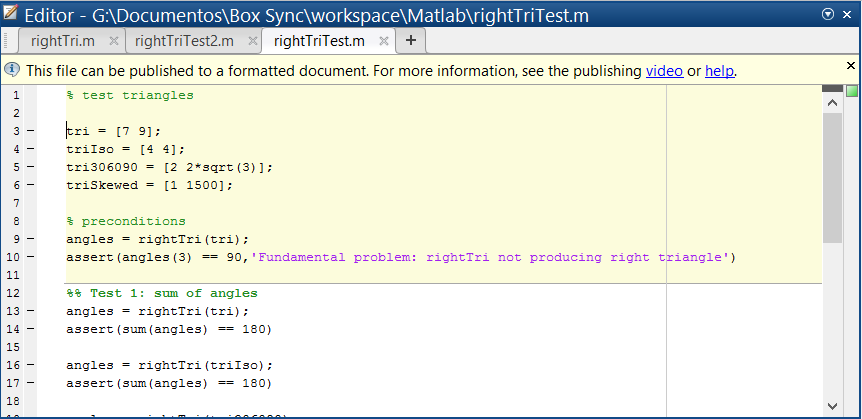 Editor - G:\Documentos\Box Sync\workspace\Matlab\rightTriTest.m
rightTri.m × rightTriTest2.m × rightTriTest.m × +
This file can be published to a formatted document. For more information, see the publishing video or help.
1 % test triangles
2
3 – tri = [7 9];
4 – triIso = [4 4];
5 – tri306090 = [2 2*sqrt(3)];
6 – triSkewed = [1 1500];
7
8 % preconditions
9 – angles = rightTri(tri);
10 – assert(angles(3) == 90,'Fundamental problem: rightTri not producing right triangle')
11
12 %% Test 1: sum of angles
13 – angles = rightTri(tri);
14 – assert(sum(angles) == 180)
15
16 – angles = rightTri(triIso);
17 – assert(sum(angles) == 180)
18